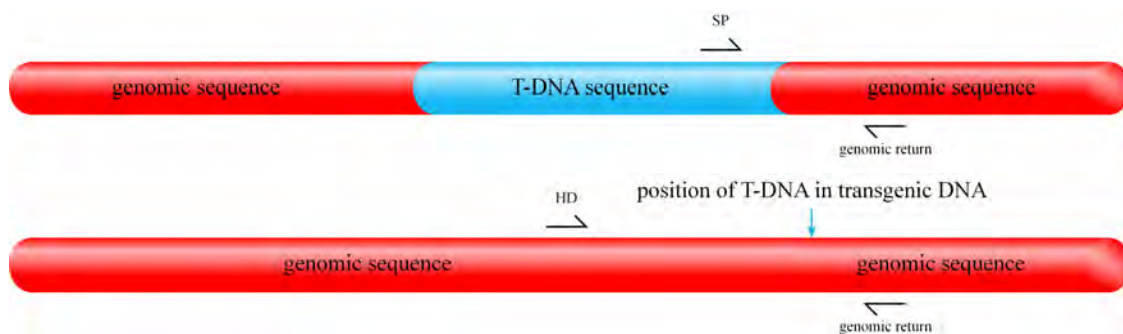 SP
genomic sequence T-DNA sequence genomic sequence
genomic return
position of T-DNA in transgenic DNA
HD
genomic sequence genomic sequence
genomic return